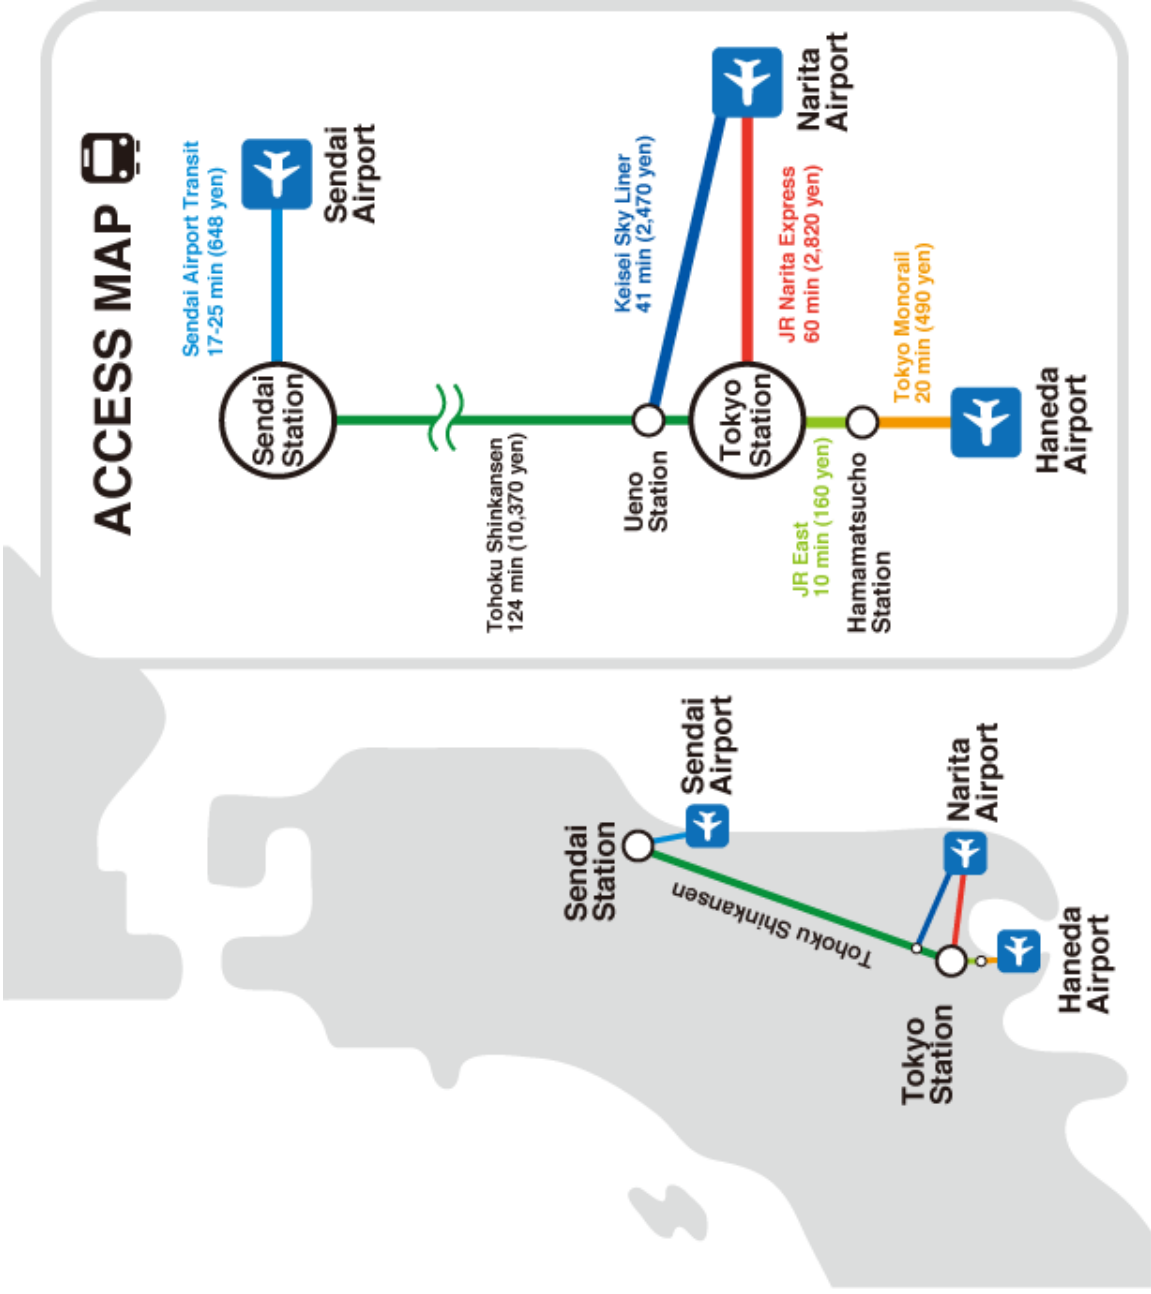 ACCESS MAP
Sendai Airport Transit
17-25 min (648 yen)
Sendai
Station
Sendai
Airport
Tohoku Shinkansen
124 min (10,370 yen)
Ueno
Station
Keisei Sky Liner
41 min (2,470 yen)
Narita
Airport
Tokyo
Station
JR Narita Express
60 min (2,820 yen)
JR East
10 min (160 yen)
Hamamatsucho
Station
Tokyo Monorail
20 min (490 yen)
Haneda
Airport
Sendai
Station
Sendai
Airport
Tohoku Shinkansen
Narita
Airport
Tokyo
Station
Haneda
Airport